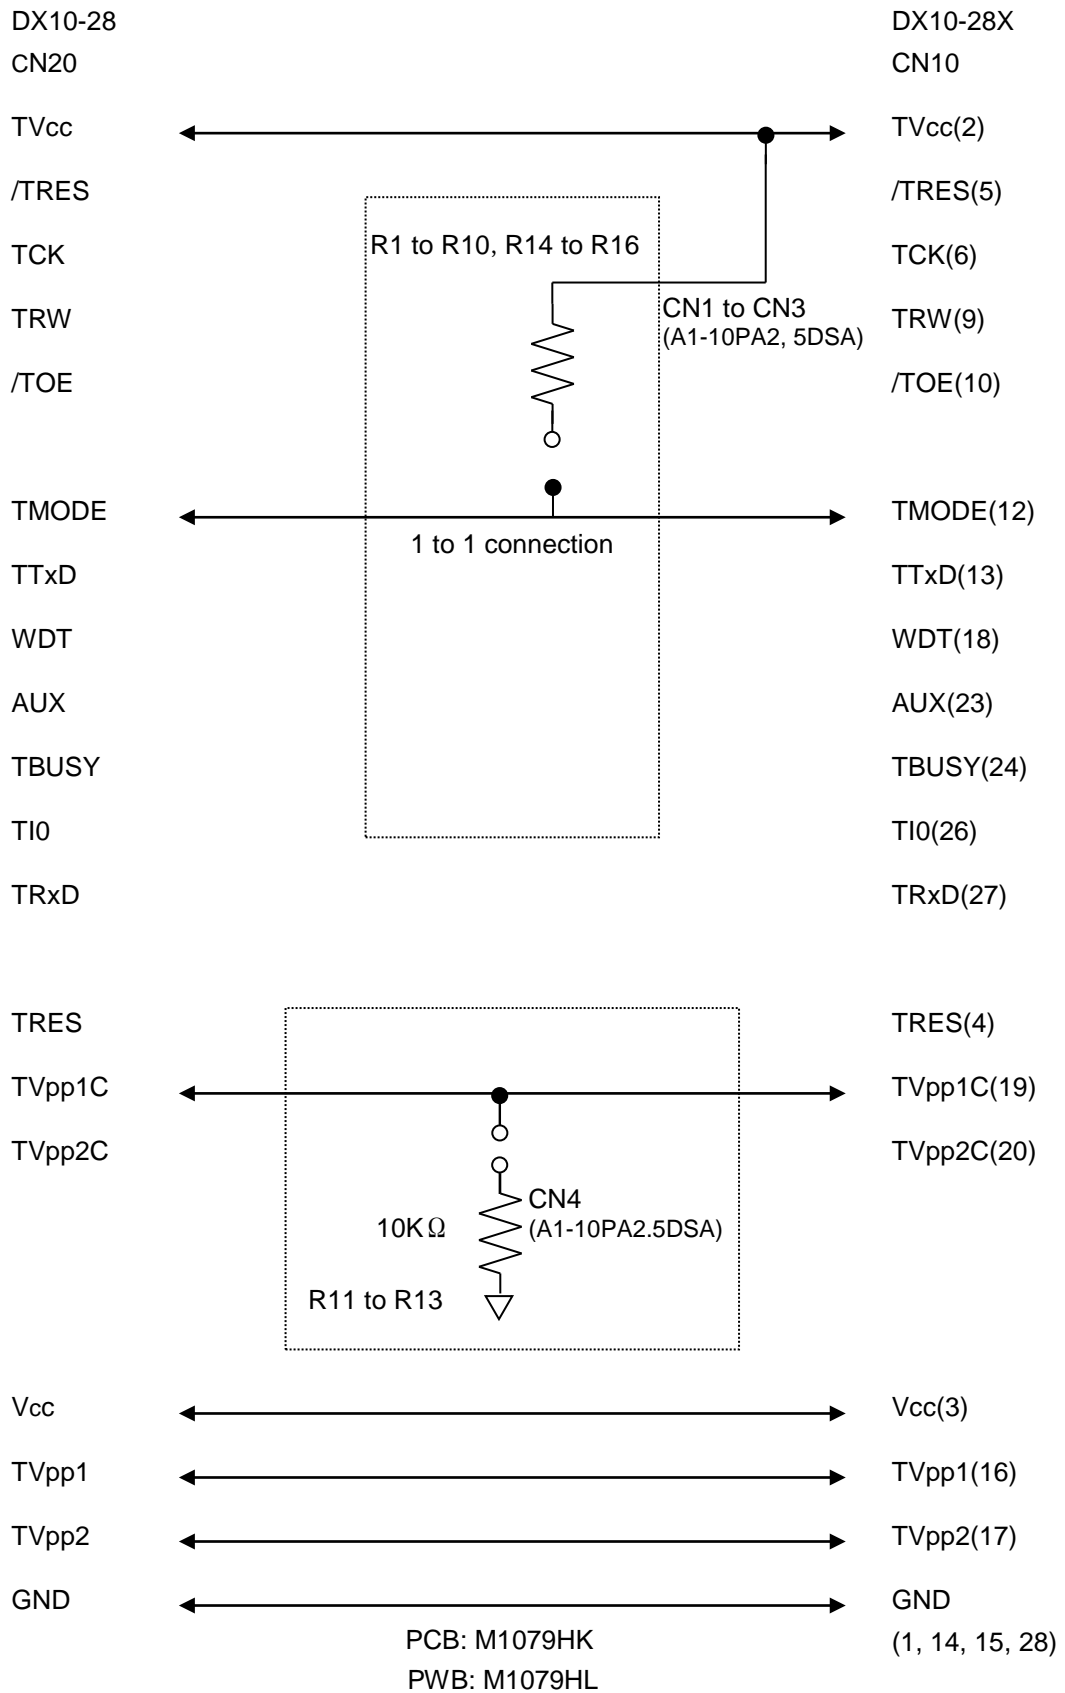 DX10-28 DX10-28X
CN20 CN10
TVcc TVcc(2)
/TRES /TRES(5)
R1 to R10, R14 to R16
TCK TCK(6)
CN1 to CN3
TRW TRW(9)
(A1-10PA2, 5DSA)
/TOE /TOE(10)
TMODE TMODE(12)
1 to 1 connection
TTxD TTxD(13)
WDT WDT(18)
AUX AUX(23)
TBUSY TBUSY(24)
TI0 TI0(26)
TRxD TRxD(27)
TRES TRES(4)
TVpp1C TVpp1C(19)
TVpp2C TVpp2C(20)
CN4
10KΩ (A1-10PA2.5DSA)
R11 to R13
Vcc Vcc(3)
TVpp1 TVpp1(16)
TVpp2 TVpp2(17)
GND GND
PCB: M1079HK (1, 14, 15, 28)
PWB: M1079HL